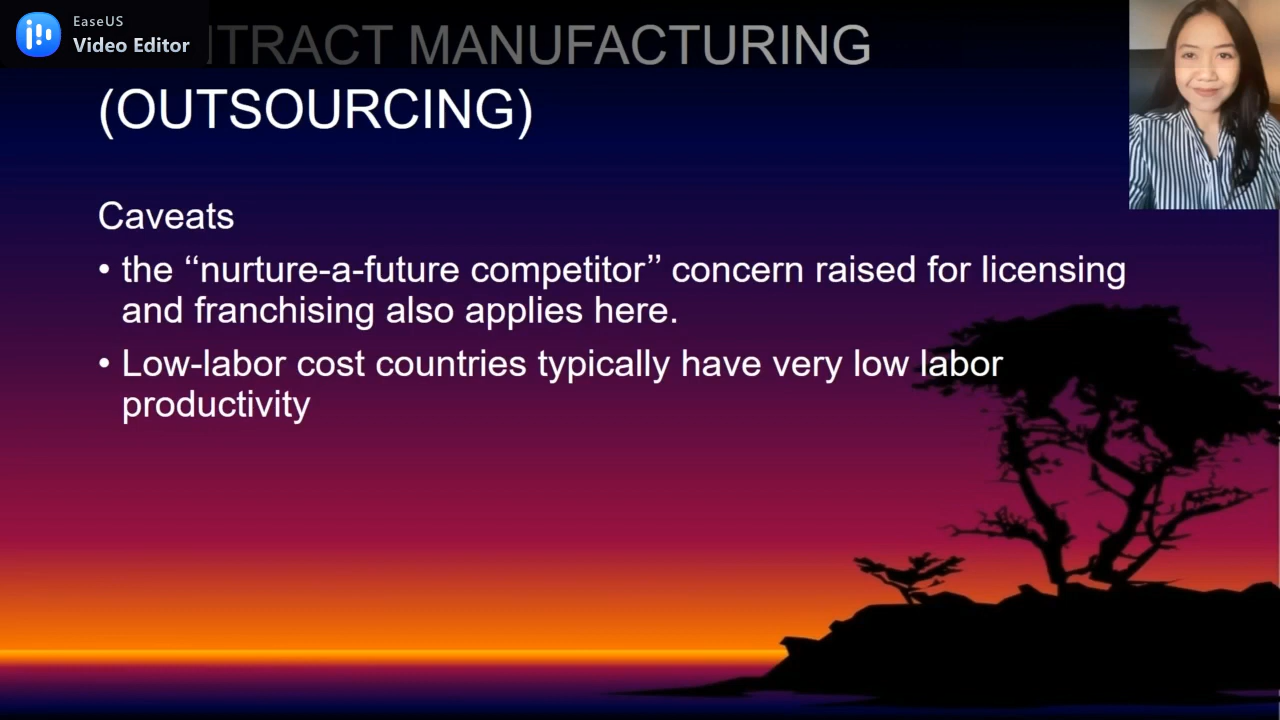 EaseUS
Video Editor
MANUFACTURING
(OUTSOURCING)
Caveats
• the ‘‘nurture-a-future competitor’’ concern raised for licensing
and franchising also applies here.
• Low-labor cost countries typically have very low labor
productivity